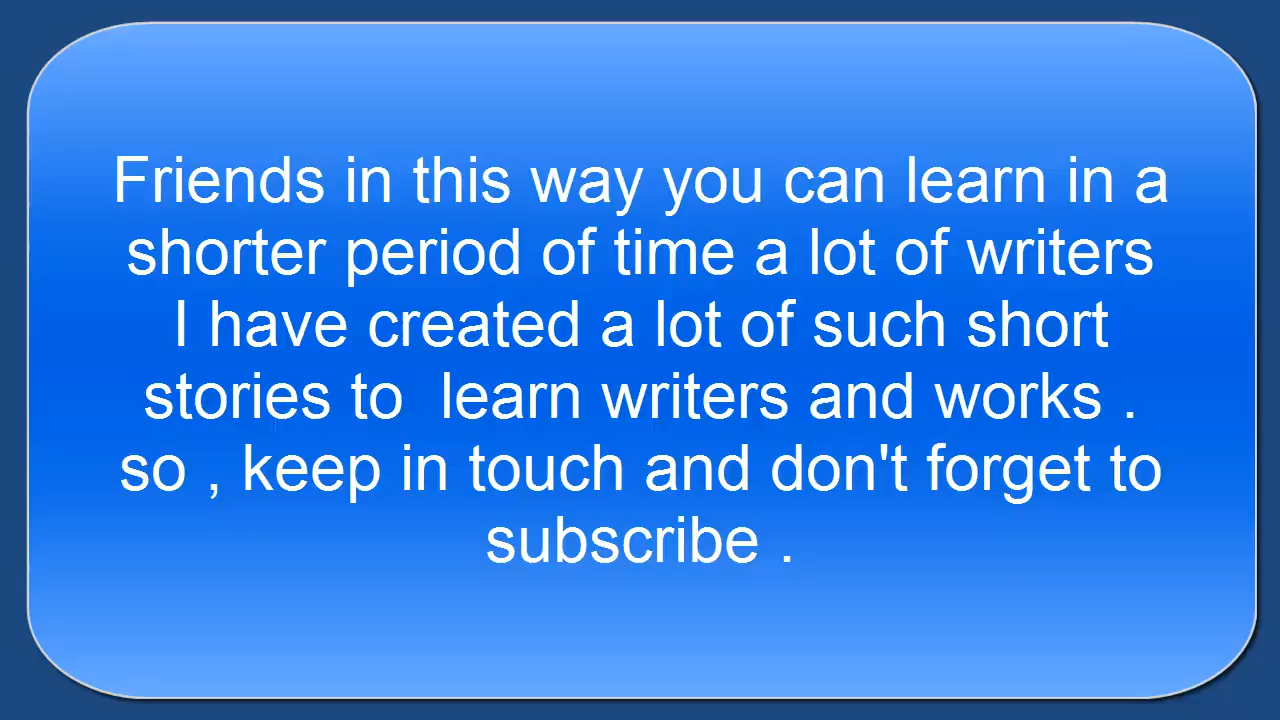 Friends in this way you can learn in a
shorter period of time a lot of writers
I have created a lot of such short
stories to  learn writers and works .
so , keep in touch and don't forget to
subscribe .